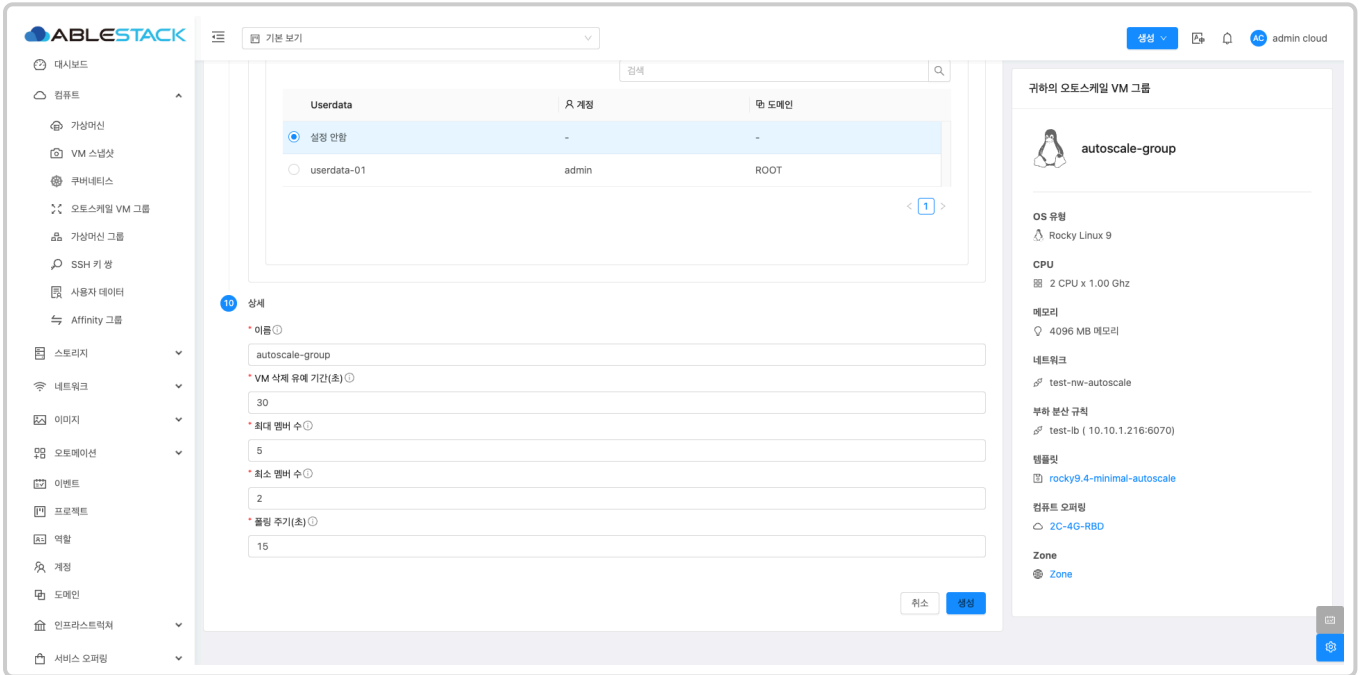 ABLESTACK
기본 보기
생성
AC admin cloud
대시보드
컴퓨트
가상머신
VM 스냅샷
쿠버네티스
오토스케일 VM 그룹
가상머신 그룹
SSH 키 쌍
사용자 데이터
Affinity 그룹
스토리지
네트워크
이미지
오토메이션
이벤트
프로젝트
역할
계정
도메인
인프라스트럭쳐
서비스 오퍼링
검색
Userdata 계정 도메인
설정 안함 - -
userdata-01 admin ROOT
< 1 >
10 상세
* 이름
autoscale-group
* VM 삭제 유예 기간(초)
30
* 최대 멤버 수
5
* 최소 멤버 수
2
* 폴링 주기(초)
15
취소 생성
귀하의 오토스케일 VM 그룹
autoscale-group
OS 유형
Rocky Linux 9
CPU
2 CPU x 1.00 Ghz
메모리
4096 MB 메모리
네트워크
test-nw-autoscale
부하 분산 규칙
test-lb ( 10.10.1.216:6070)
템플릿
rocky9.4-minimal-autoscale
컴퓨트 오퍼링
2C-4G-RBD
Zone
Zone